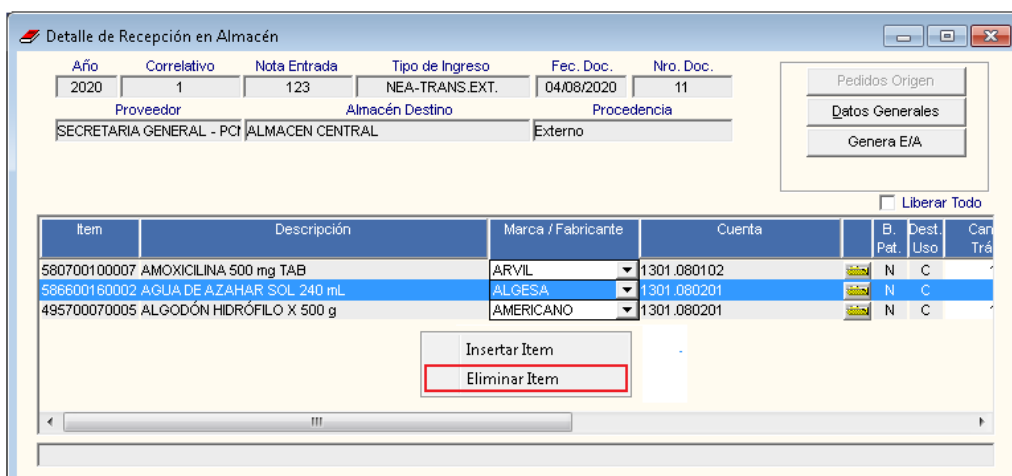 Detalle de Recepción en Almacén
Año Correlativo Nota Entrada Tipo de Ingreso Fec. Doc. Nro. Doc.
2020 1 123 NEA-TRANS.EXT. 04/08/2020 11
Proveedor Almacén Destino Procedencia
SECRETARIA GENERAL - PCM ALMACEN CENTRAL Externo
Pedidos Origen
Datos Generales
Genera E/A
Liberar Todo
Item Descripción Marca / Fabricante Cuenta B. Pat. Dest. Uso Can Trá
580700100007 AMOXICILINA 500 mg TAB ARVIL 1301.080102 N C
586600160002 AGUA DE AZAHAR SOL 240 mL ALGESA 1301.080201 N C
495700070005 ALGODÓN HIDRÓFILO X 500 g AMERICANO 1301.080201 N C
Insertar Item
Eliminar Item